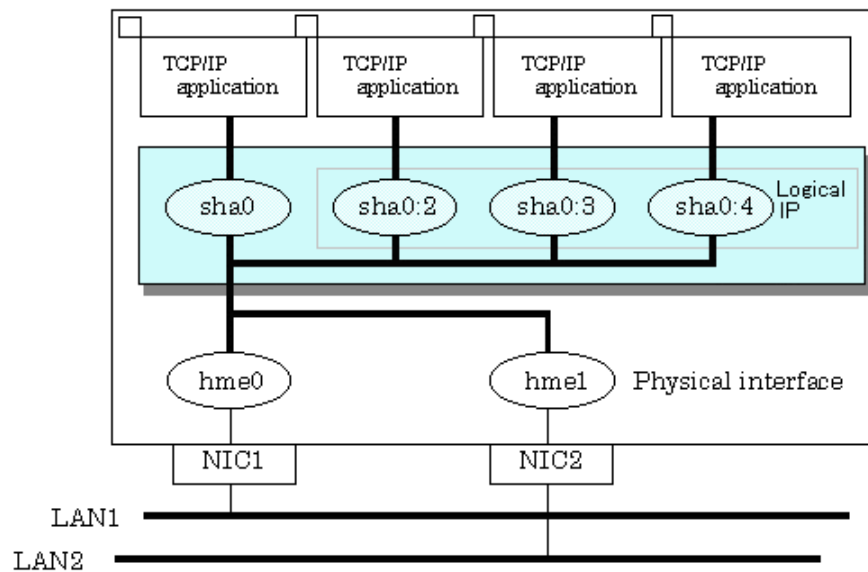 TCP/IP
application
TCP/IP
application
TCP/IP
application
TCP/IP
application
sha0
sha0:2
sha0:3
sha0:4
Logical
IP
hme0
hme1
Physical interface
NIC1
NIC2
LAN1
LAN2